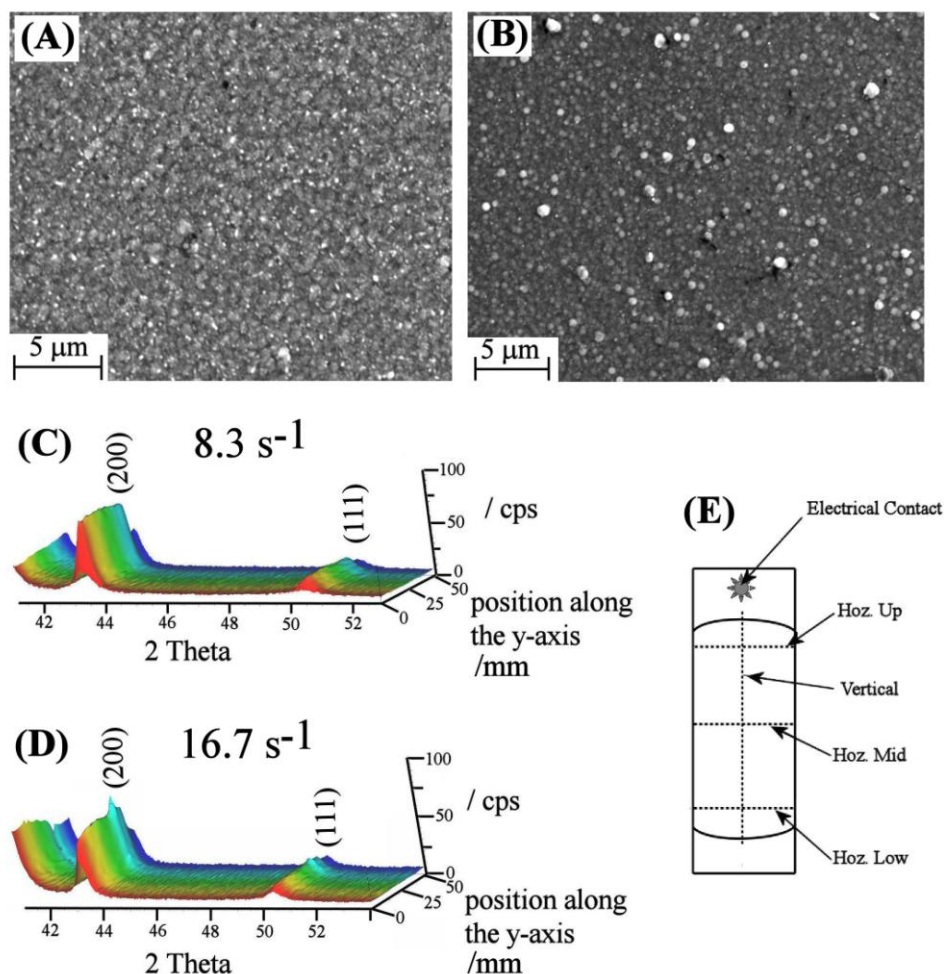 (A)
5 μm
(B)
5 μm
(C)
8.3 s-1
(200)
(111)
100
50
0
/ cps
50
25
0
position along
the y-axis
/mm
42 44 46 48 50 52
2 Theta
(D)
16.7 s-1
(200)
(111)
100
50
0
/ cps
50
25
0
position along
the y-axis
/mm
42 44 46 48 50 52
2 Theta
(E)
Electrical Contact
Hoz. Up
Vertical
Hoz. Mid
Hoz. Low